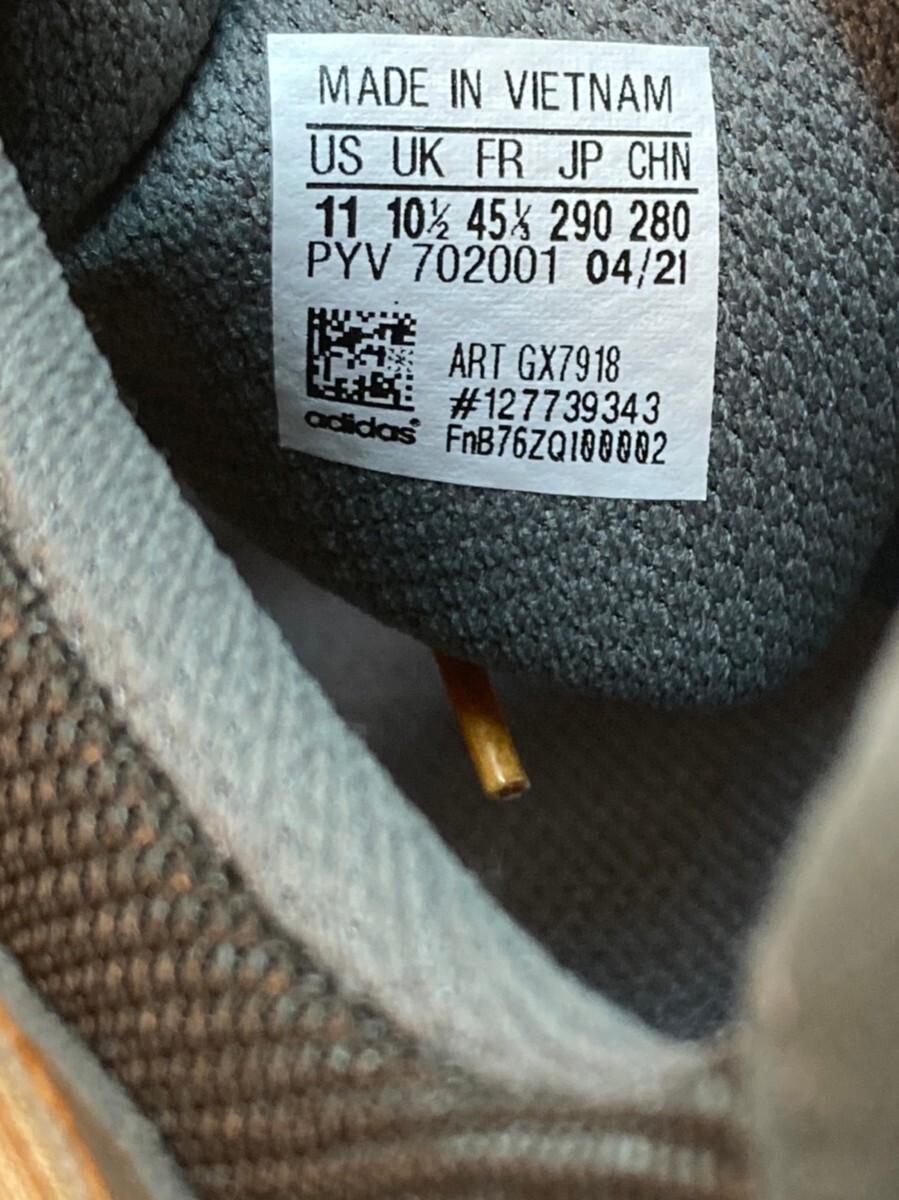 MADE IN VIETNAM
US UK FR JP CHN
11 10½ 45⅓ 290 280
PYV 702001 04/21
ART GX7918
#127739343
adidas®
FnB76ZQ100002